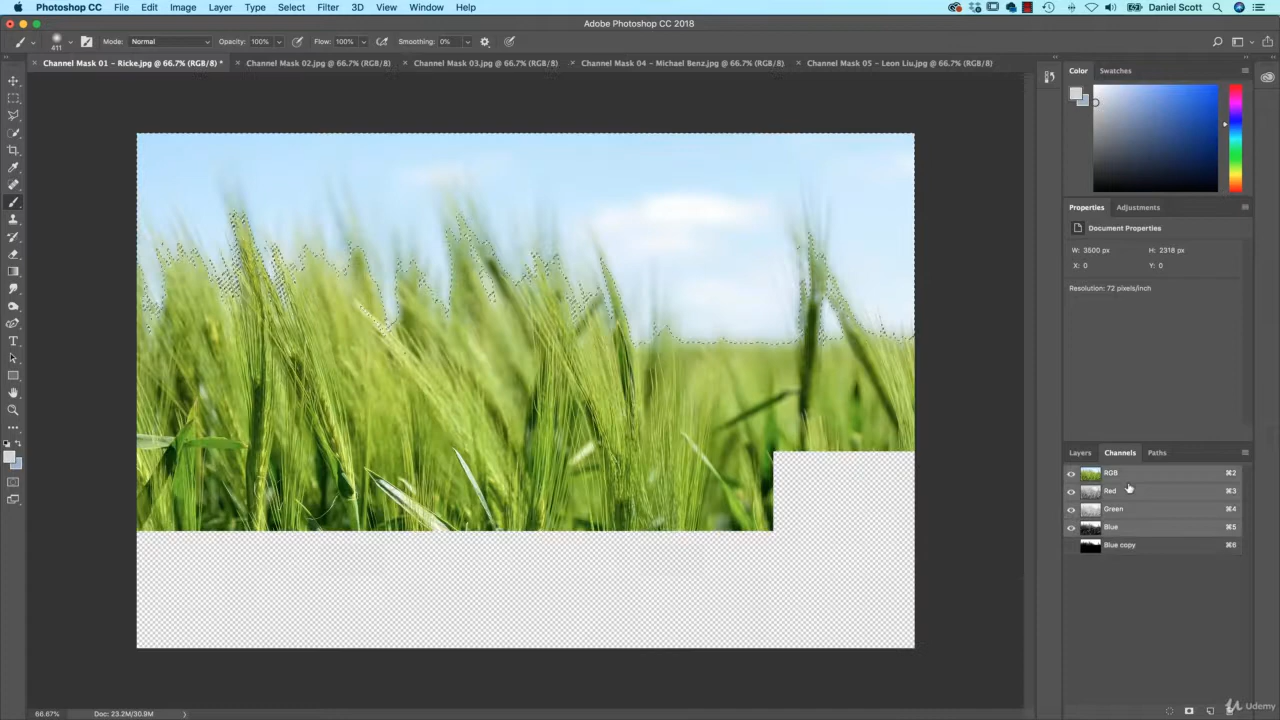 Photoshop CC File Edit Image Layer Type Select Filter 3D View Window Help Daniel Scott
Adobe Photoshop CC 2018
411 Mode: Normal Opacity: 100% Flow: 100% Smoothing: 0%
× Channel Mask 01 – Ricke.jpg @ 66.7% (RGB/8) * × Channel Mask 02.jpg @ 66.7% (RGB/8) × Channel Mask 03.jpg @ 66.7% (RGB/8) × Channel Mask 04 – Michael Benz.jpg @ 66.7% (RGB/8) × Channel Mask 05 – Leon Liu.jpg @ 66.7% (RGB/8)
Color Swatches
Properties Adjustments
Document Properties
W: 3500 px H: 2318 px
X: 0 Y: 0
Resolution: 72 pixels/inch
Layers Channels Paths
RGB ⌘2
Red ⌘3
Green ⌘4
Blue ⌘5
Blue copy ⌘6
66.67% Doc: 23.2M/30.9M
Udemy